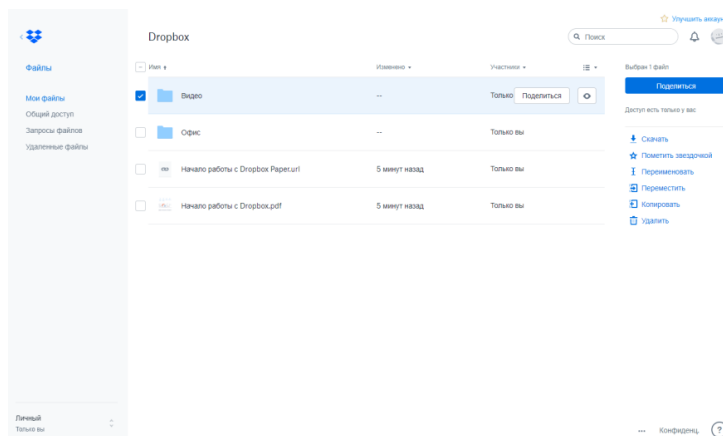 Улучшить аккау
Dropbox
Поиск
Файлы
Мои файлы
Общий доступ
Запросы файлов
Удаленные файлы
Имя ↑
Изменено
Участники
Видео
--
Только
Поделиться
Офис
--
Только вы
Начало работы с Dropbox Paper.url
5 минут назад
Только вы
Начало работы с Dropbox.pdf
5 минут назад
Только вы
Выбран 1 файл
Поделиться
Доступ есть только у вас
Скачать
Пометить звездочкой
Переименовать
Переместить
Копировать
Удалить
Личный
Только вы
... Конфиденц. ?